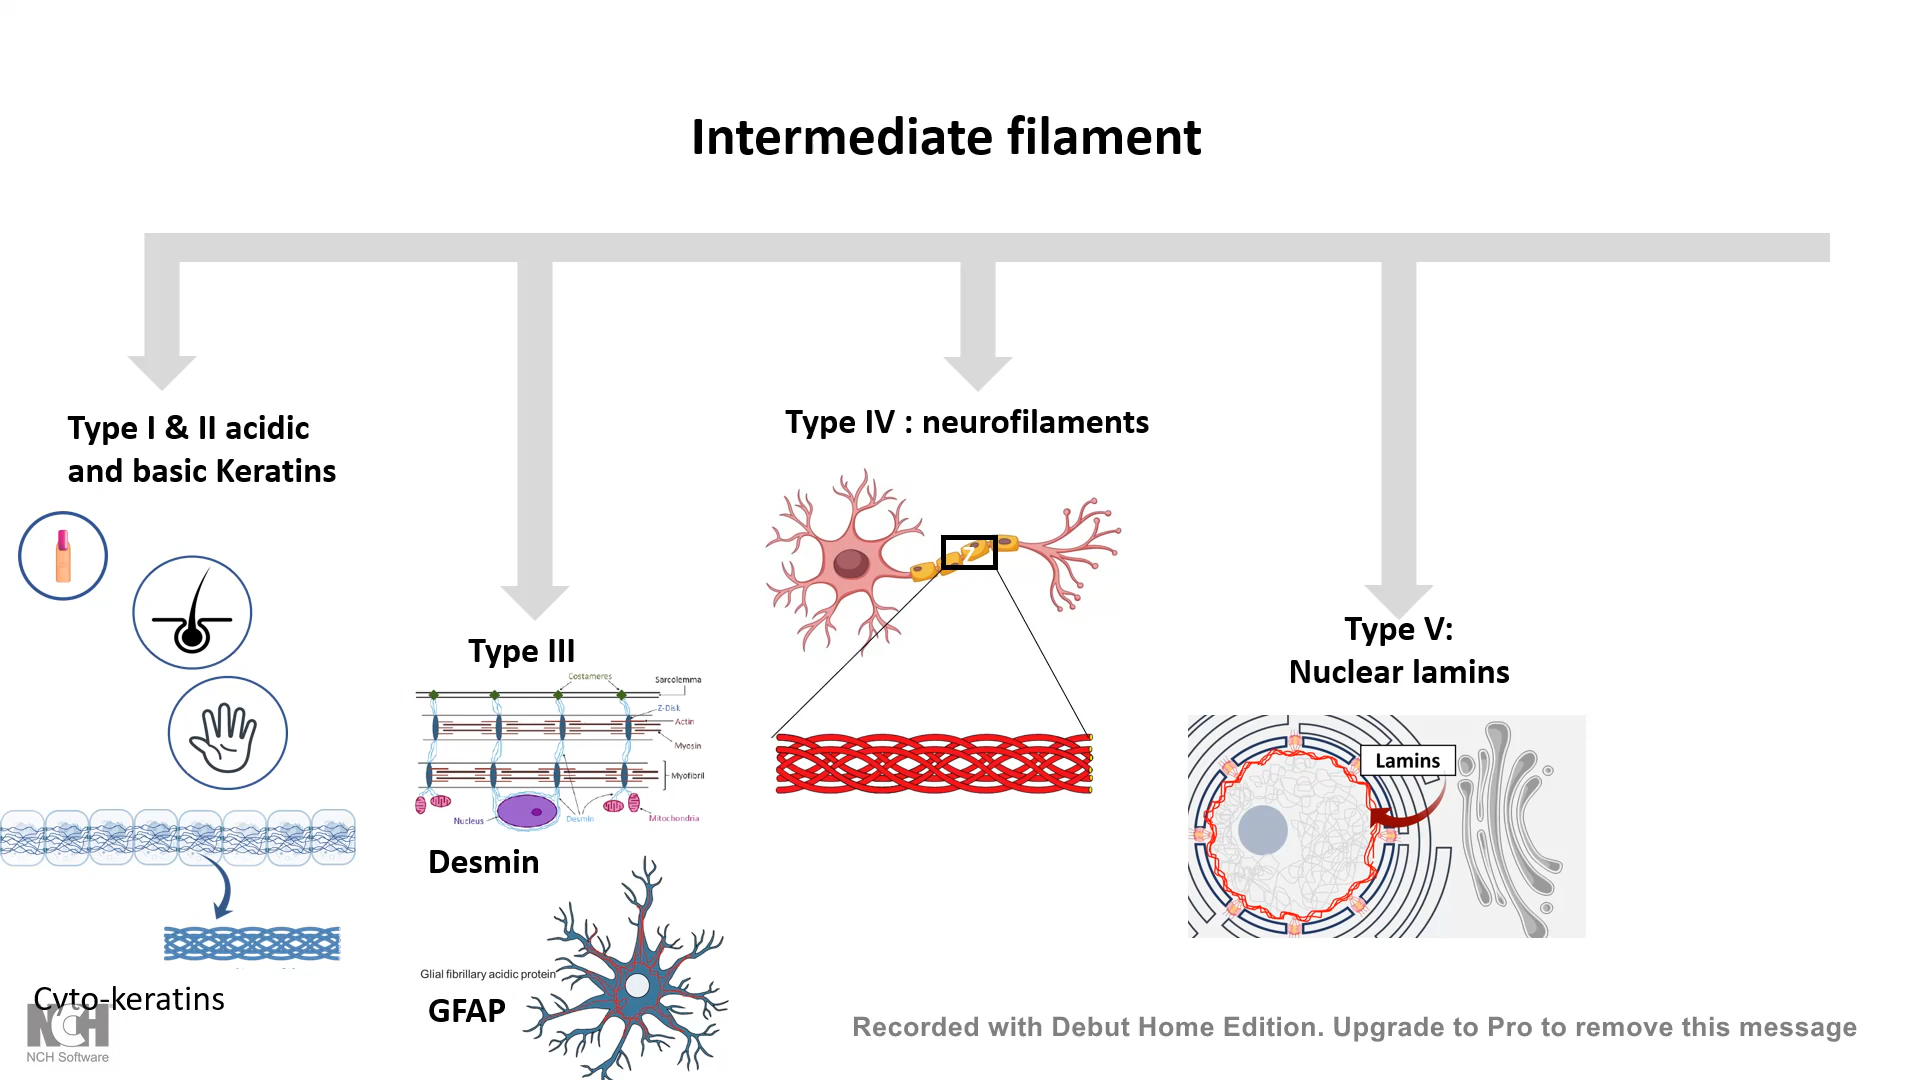 Intermediate filament
Type I & II acidic
and basic Keratins
Cyto-keratins
Type III
Costameres
Sarcolemma
Z-Disk
Actin
Myosin
Myofibril
Nucleus
Desmin
Mitochondria
Desmin
Glial fibrillary acidic protein
GFAP
Type IV : neurofilaments
Type V:
Nuclear lamins
Lamins
NCH
NCH Software
Recorded with Debut Home Edition. Upgrade to Pro to remove this message